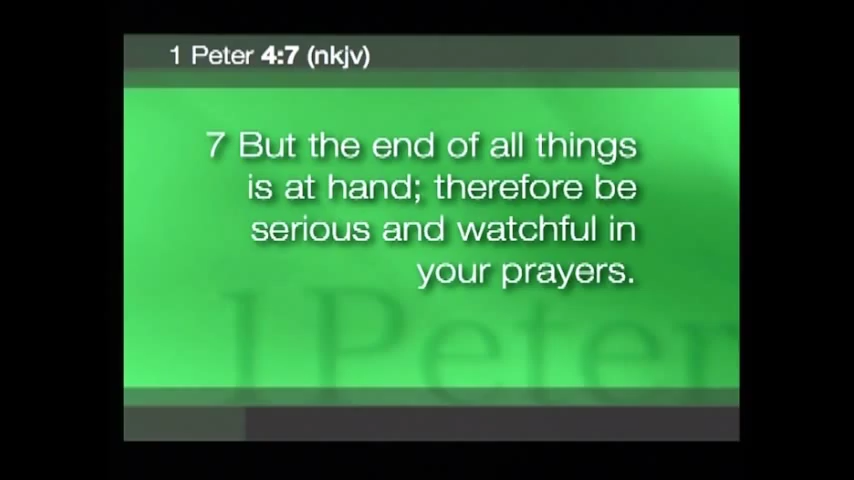 1 Peter 4:7 (nkjv)
7 But the end of all things
is at hand; therefore be
serious and watchful in
your prayers.
1 Peter